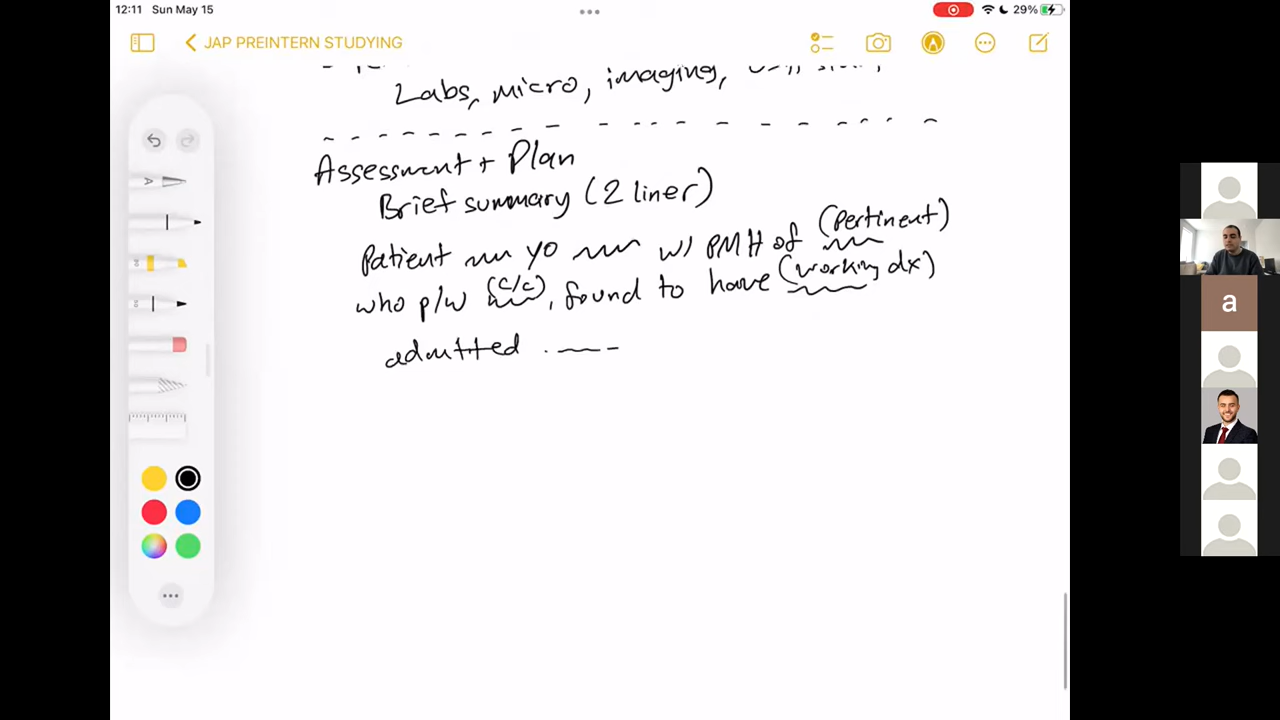 12:11 Sun May 15
29%
JAP PREINTERN STUDYING
Labs, micro, imaging,
Assessment + Plan
Brief summary (2 liner)
Patient yo w/ PMH of (pertinent)
who p/w (c/c), found to have (working dx)
admitted
A
a